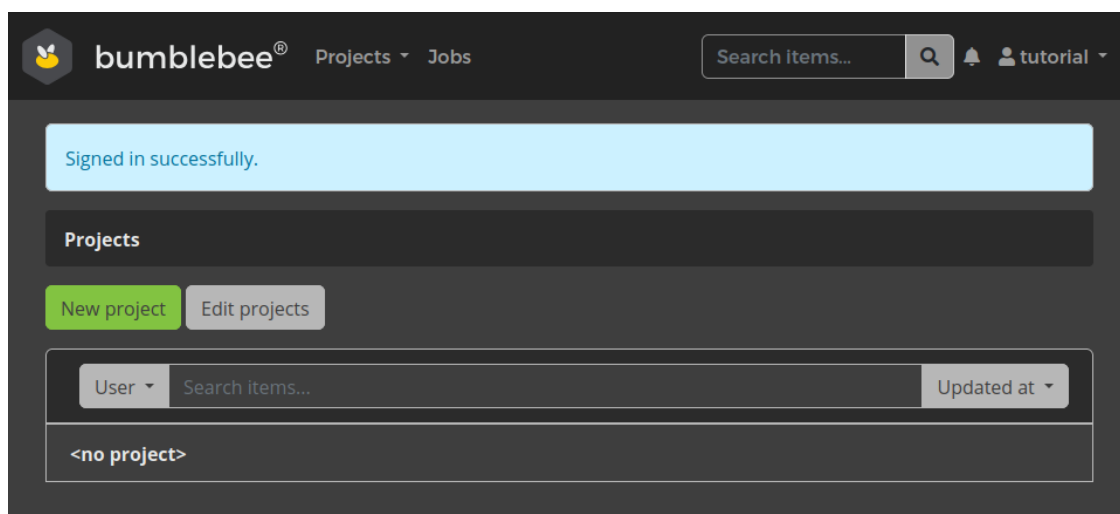 bumblebee® Projects Jobs Search items... tutorial
Signed in successfully.
Projects
New project Edit projects
User Search items... Updated at
<no project>